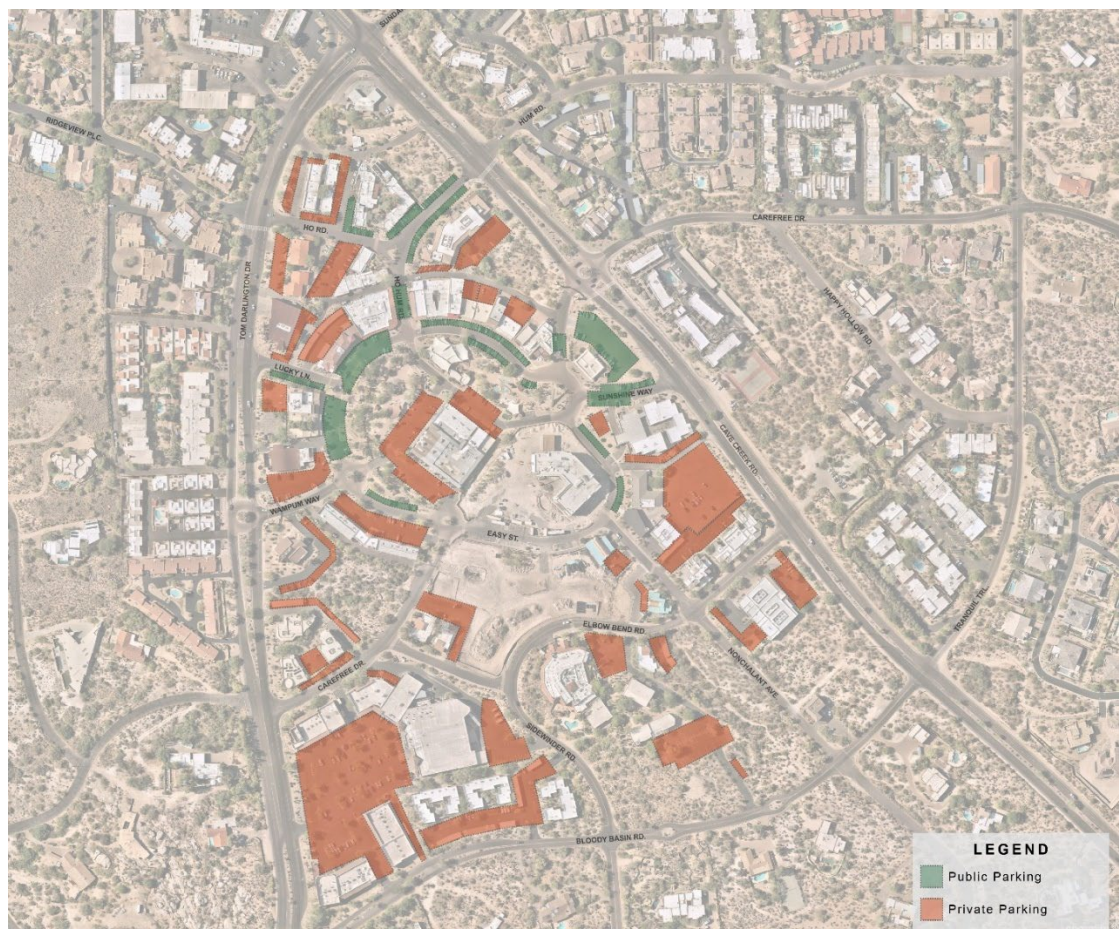 SUNDA
HUM RD.
RIDGEVIEW PLC.
CAREFREE DR.
HO RD.
TOM DARLINGTON DR
HAPPY HOLLOW RD.
LUCKY LN.
SUNSHINE WAY
CAVE CREEK RD.
WAMPUM WAY
EASY ST.
TRANQUIL TRL
ELBOW BEND RD.
NONCHALANT AVE.
CAREFREE DR.
SIDEWINDER RD.
BLOODY BASIN RD.
LEGEND
Public Parking
Private Parking